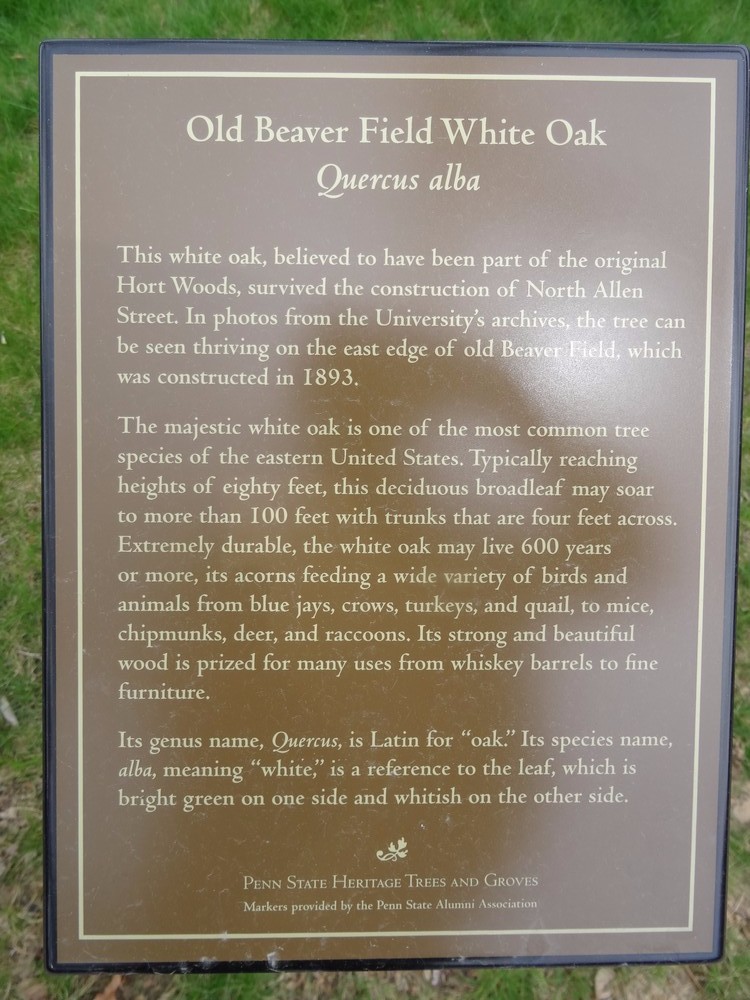 Old Beaver Field White Oak
Quercus alba
This white oak, believed to have been part of the original
Hort Woods, survived the construction of North Allen
Street. In photos from the University's archives, the tree can
be seen thriving on the east edge of old Beaver Field, which
was constructed in 1893.
The majestic white oak is one of the most common tree
species of the eastern United States. Typically reaching
heights of eighty feet, this deciduous broadleaf may soar
to more than 100 feet with trunks that are four feet across.
Extremely durable, the white oak may live 600 years
or more, its acorns feeding a wide variety of birds and
animals from blue jays, crows, turkeys, and quail, to mice,
chipmunks, deer, and raccoons. Its strong and beautiful
wood is prized for many uses from whiskey barrels to fine
furniture.
Its genus name, Quercus, is Latin for “oak.” Its species name,
alba, meaning “white,” is a reference to the leaf, which is
bright green on one side and whitish on the other side.
Penn State Heritage Trees and Groves
Markers provided by the Penn State Alumni Association